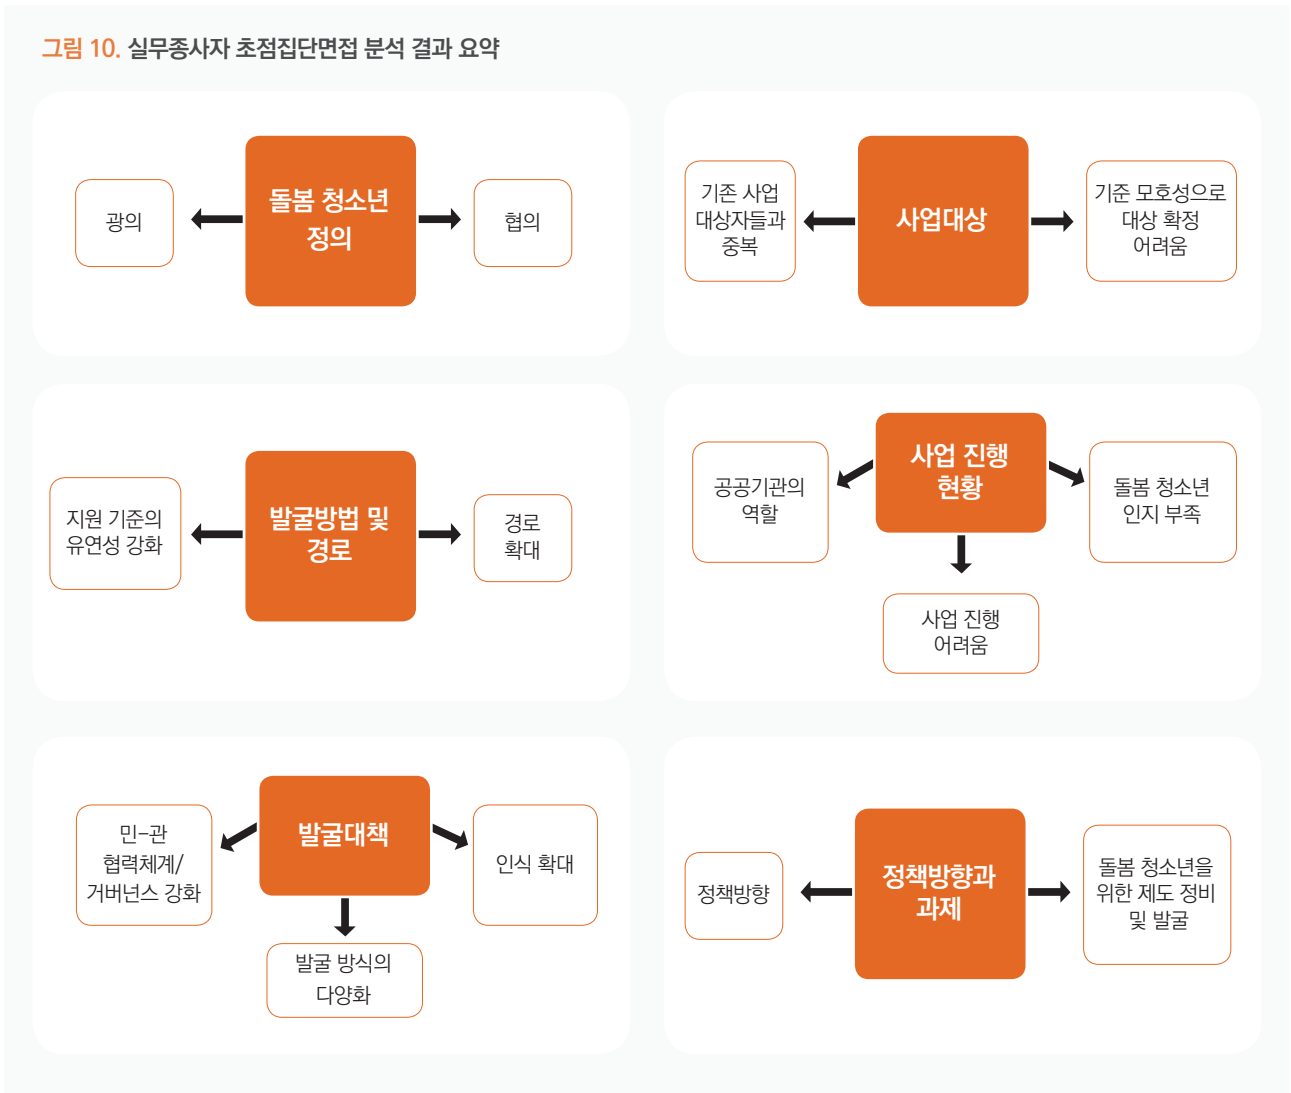 그림 10. 실무종사자 초점집단면접 분석 결과 요약
광의
돌봄 청소년
정의
협의
기존 사업
대상자들과
중복
사업대상
기준 모호성으로
대상 확정
어려움
지원 기준의
유연성 강화
발굴방법 및
경로
경로
확대
공공기관의
역할
사업 진행
현황
돌봄 청소년
인지 부족
사업 진행
어려움
민-관
협력체계/
거버넌스 강화
발굴대책
인식 확대
발굴 방식의
다양화
정책방향
정책방향과
과제
돌봄 청소년을
위한 제도 정비
및 발굴